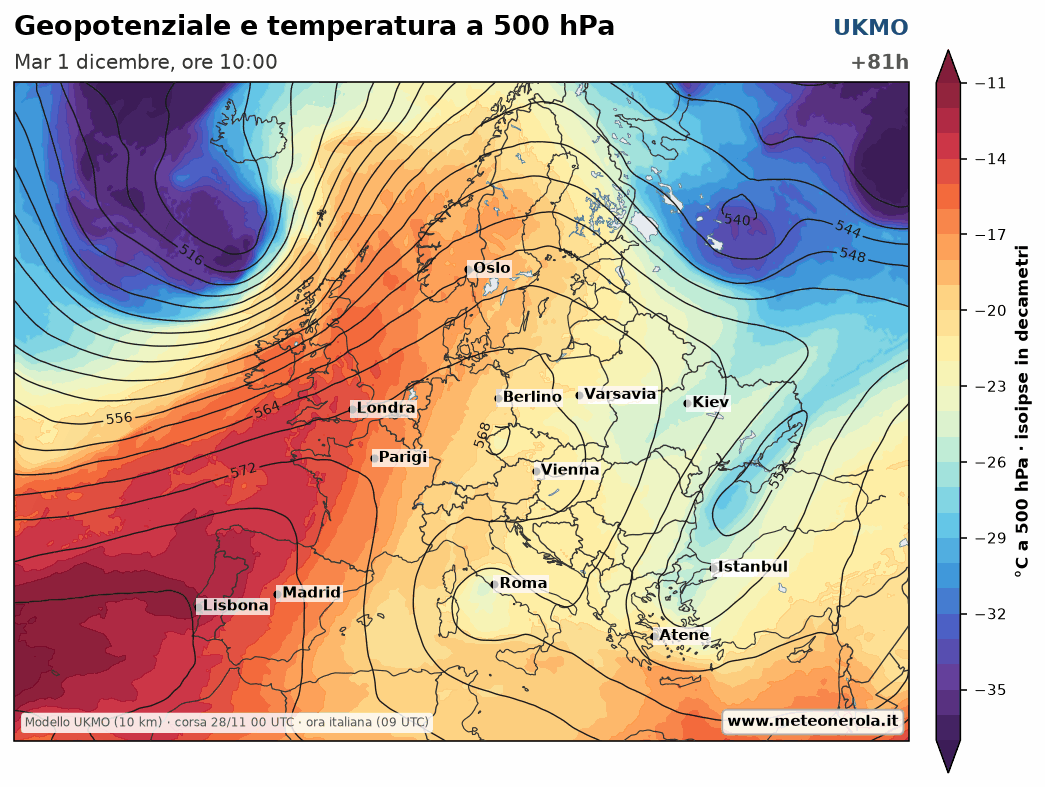 Geopotenziale e temperatura a 500 hPa
UKMO
Mar 1 dicembre, ore 10:00
+81h
516
540
544
548
Oslo
556
564
Londra
Berlino
Varsavia
Kiev
568
Parigi
572
Vienna
552
Istanbul
Roma
Madrid
Lisbona
Atene
Modello UKMO (10 km) · corsa 28/11 00 UTC · ora italiana (09 UTC)
www.meteonerola.it
−11
−14
−17
−20
−23
−26
−29
−32
−35
°C a 500 hPa · isoipse in decametri